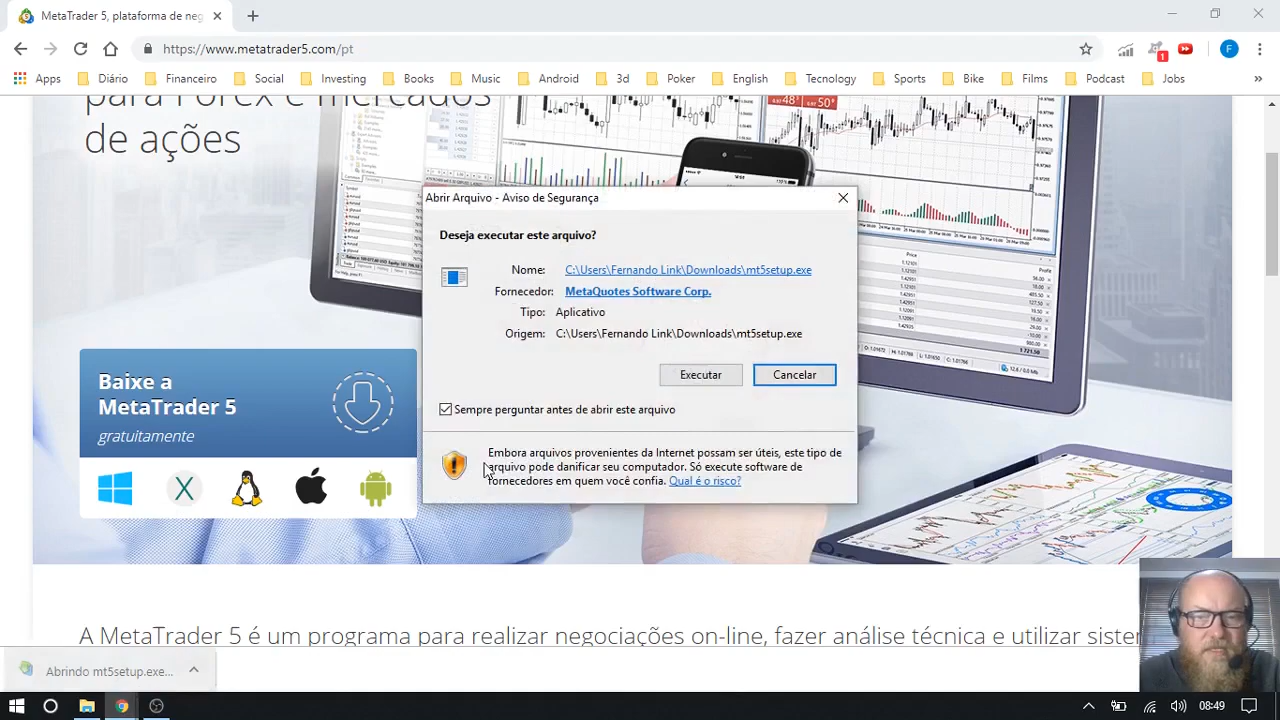 MetaTrader 5, plataforma de neg
https://www.metatrader5.com/pt
1
F
Apps
Diário
Financeiro
Social
Investing
Books
Music
Android
3d
Poker
English
Tecnology
Sports
Bike
Films
Podcast
Jobs
»
para Forex e mercados
de ações
Abrir Arquivo - Aviso de Segurança
Deseja executar este arquivo?
Nome: C:\Users\Fernando Link\Downloads\mt5setup.exe
Fornecedor: MetaQuotes Software Corp.
Tipo: Aplicativo
Origem: C:\Users\Fernando Link\Downloads\mt5setup.exe
Executar
Cancelar
Sempre perguntar antes de abrir este arquivo
Embora arquivos provenientes da Internet possam ser úteis, este tipo de
arquivo pode danificar seu computador. Só execute software de
fornecedores em quem você confia. Qual é o risco?
Baixe a
MetaTrader 5
gratuitamente
A MetaTrader 5 é um programa para realizar negociações on-line, fazer análise técnica e utilizar sistem
Abrindo mt5setup.exe...
08:49